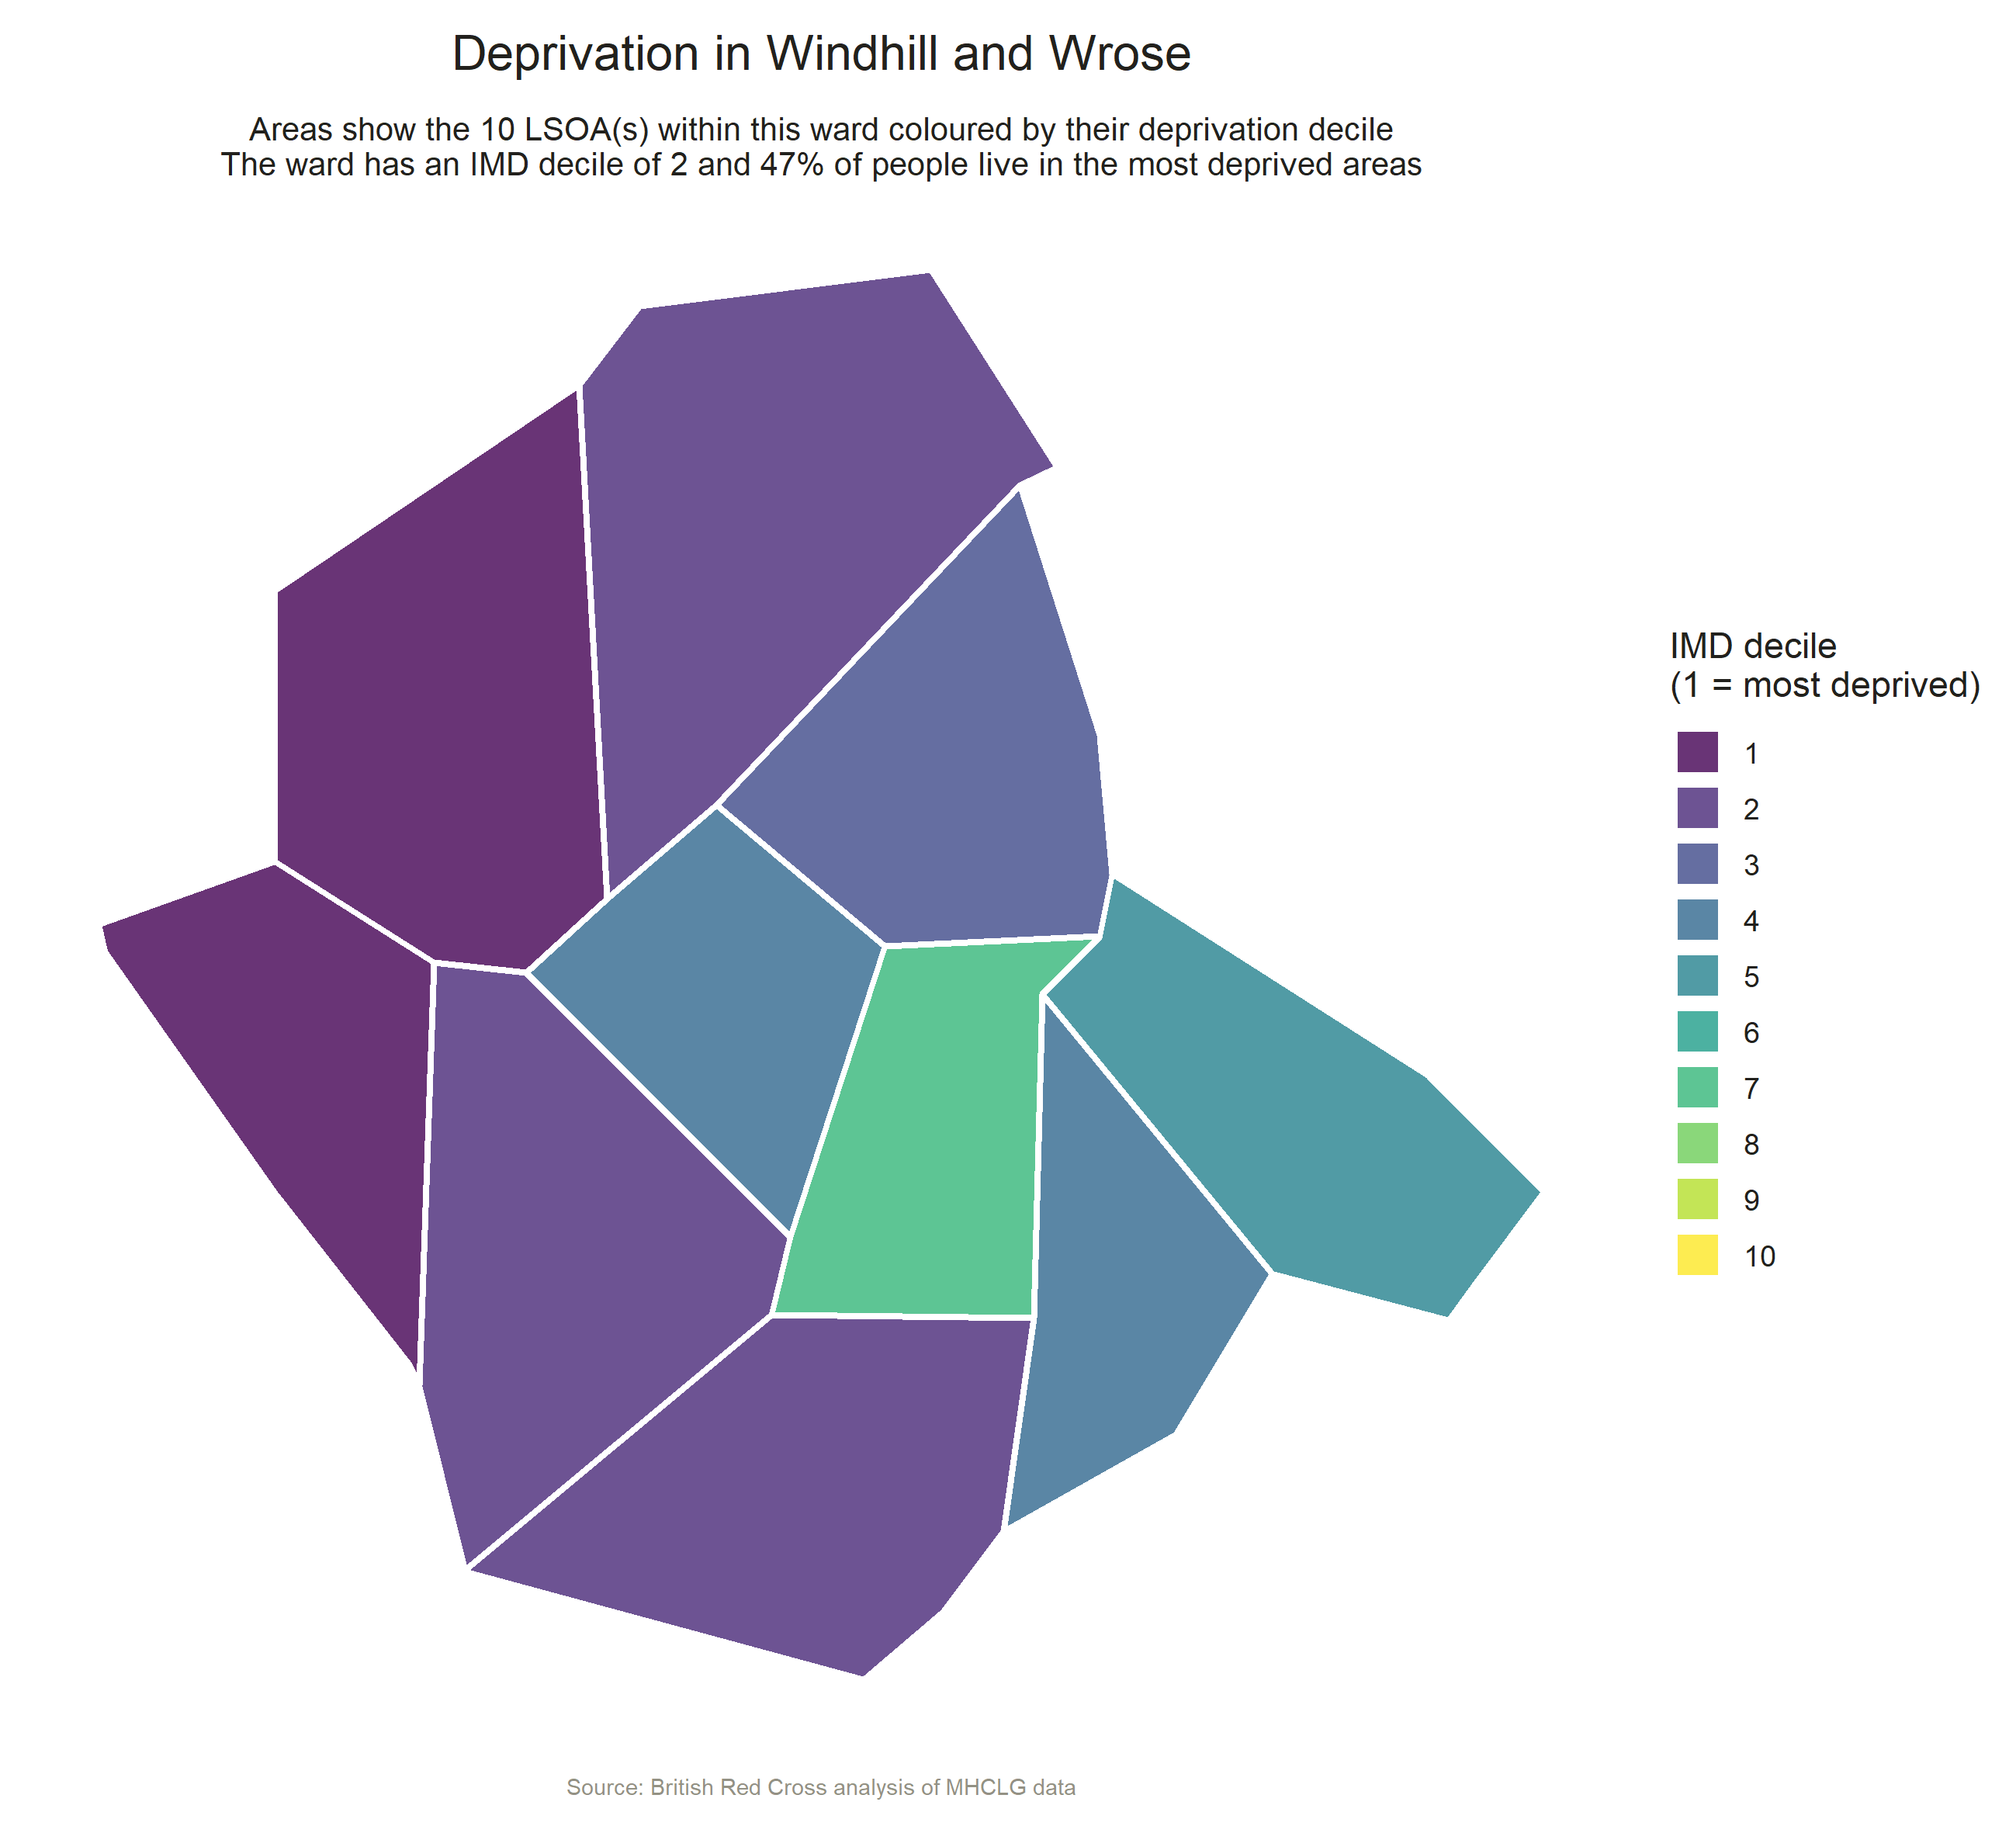 Deprivation in Windhill and Wrose
Areas show the 10 LSOA(s) within this ward coloured by their deprivation decile
The ward has an IMD decile of 2 and 47% of people live in the most deprived areas
IMD decile
(1 = most deprived)
1
2
3
4
5
6
7
8
9
10
Source: British Red Cross analysis of MHCLG data